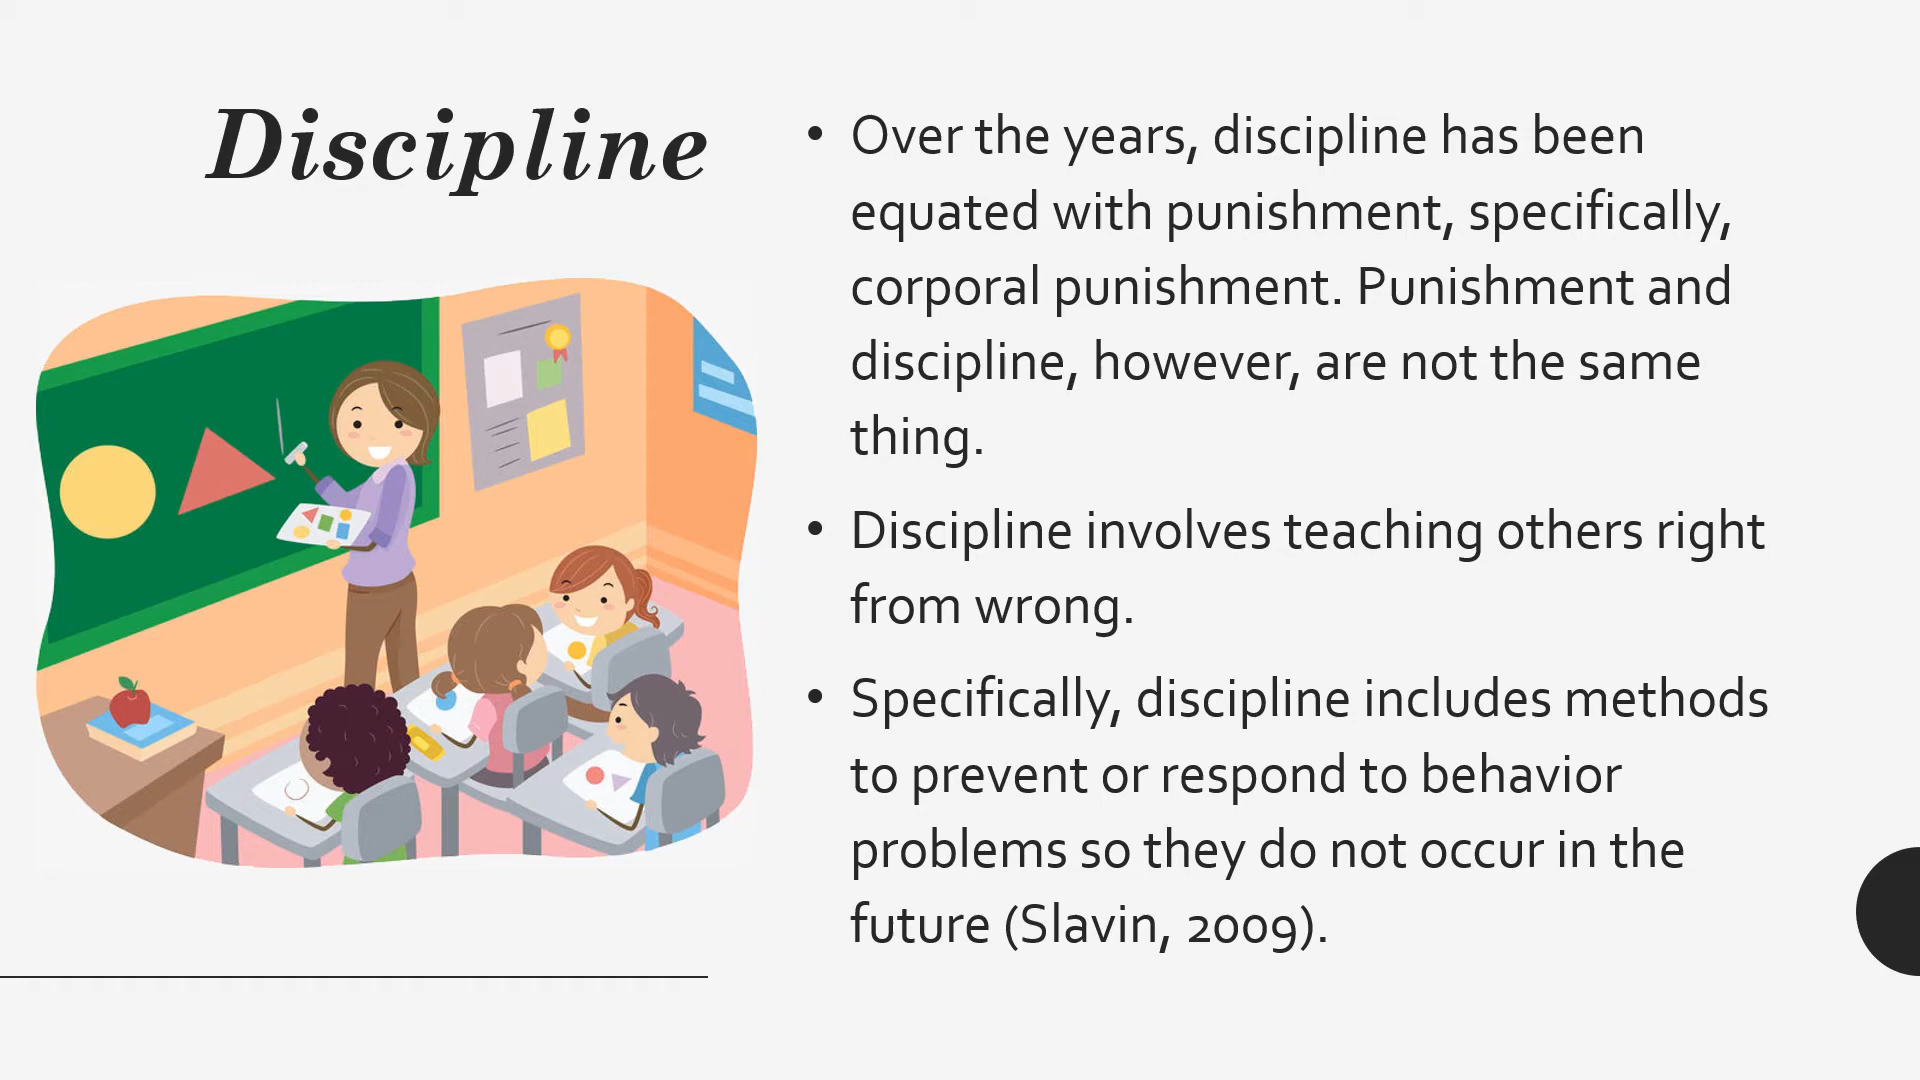 Discipline
• Over the years, discipline has been
equated with punishment, specifically,
corporal punishment. Punishment and
discipline, however, are not the same
thing.
• Discipline involves teaching others right
from wrong.
• Specifically, discipline includes methods
to prevent or respond to behavior
problems so they do not occur in the
future (Slavin, 2009).